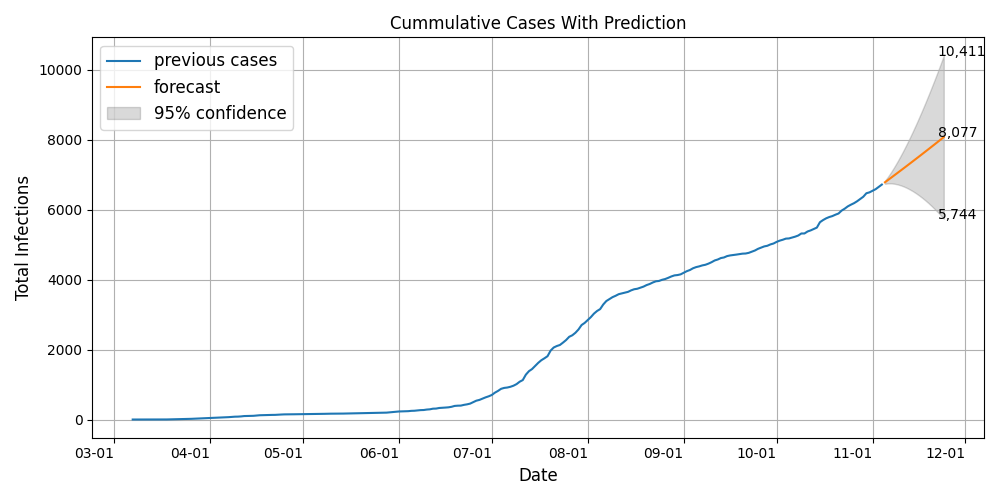 Cummulative Cases With Prediction
previous cases
forecast
95% confidence
10,411
8,077
5,744
10000
8000
6000
4000
2000
0
Total Infections
03-01 04-01 05-01 06-01 07-01 08-01 09-01 10-01 11-01 12-01
Date